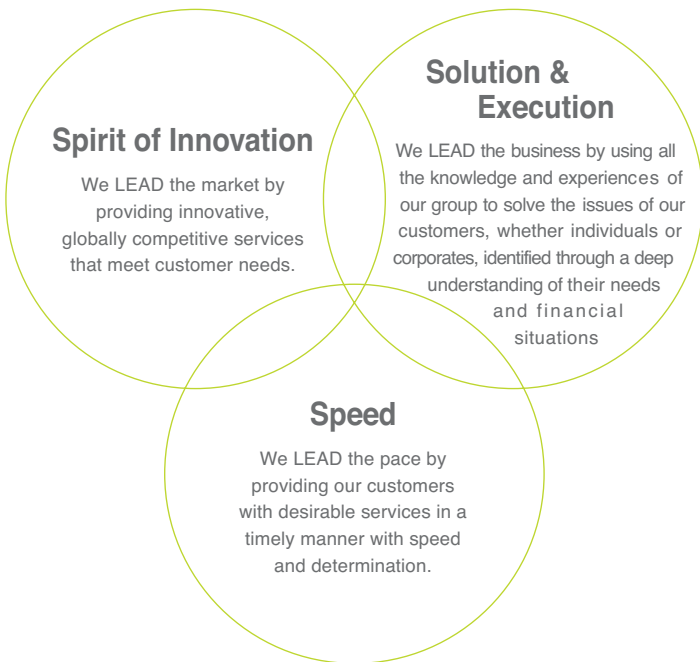 Spirit of Innovation
We LEAD the market by
providing innovative,
globally competitive services
that meet customer needs.
Solution &
Execution
We LEAD the business by using all
the knowledge and experiences of
our group to solve the issues of our
customers, whether individuals or
corporates, identified through a deep
understanding of their needs
and financial
situations
Speed
We LEAD the pace by
providing our customers
with desirable services in a
timely manner with speed
and determination.